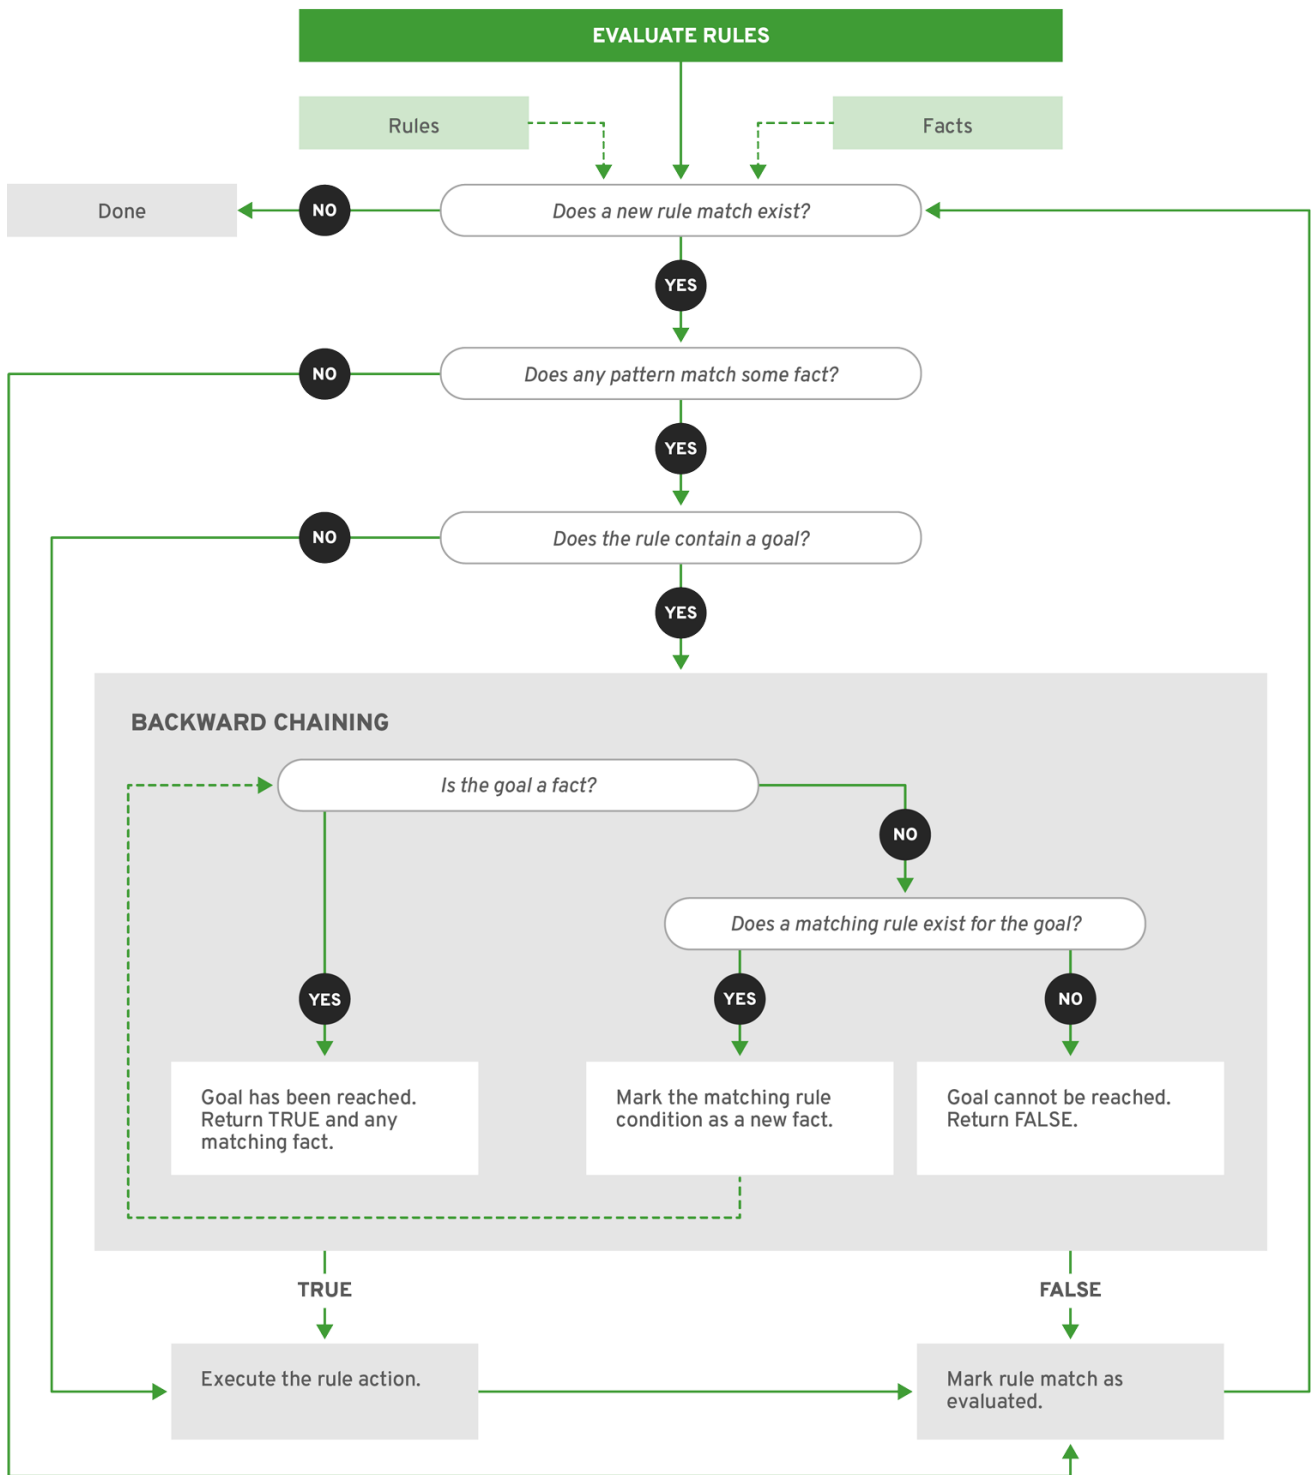 EVALUATE RULES
Rules
Facts
Done
NO
Does a new rule match exist?
YES
NO
Does any pattern match some fact?
YES
NO
Does the rule contain a goal?
YES
BACKWARD CHAINING
Is the goal a fact?
NO
Does a matching rule exist for the goal?
YES
YES
NO
Goal has been reached.
Return TRUE and any
matching fact.
Mark the matching rule
condition as a new fact.
Goal cannot be reached.
Return FALSE.
TRUE
FALSE
Execute the rule action.
Mark rule match as
evaluated.